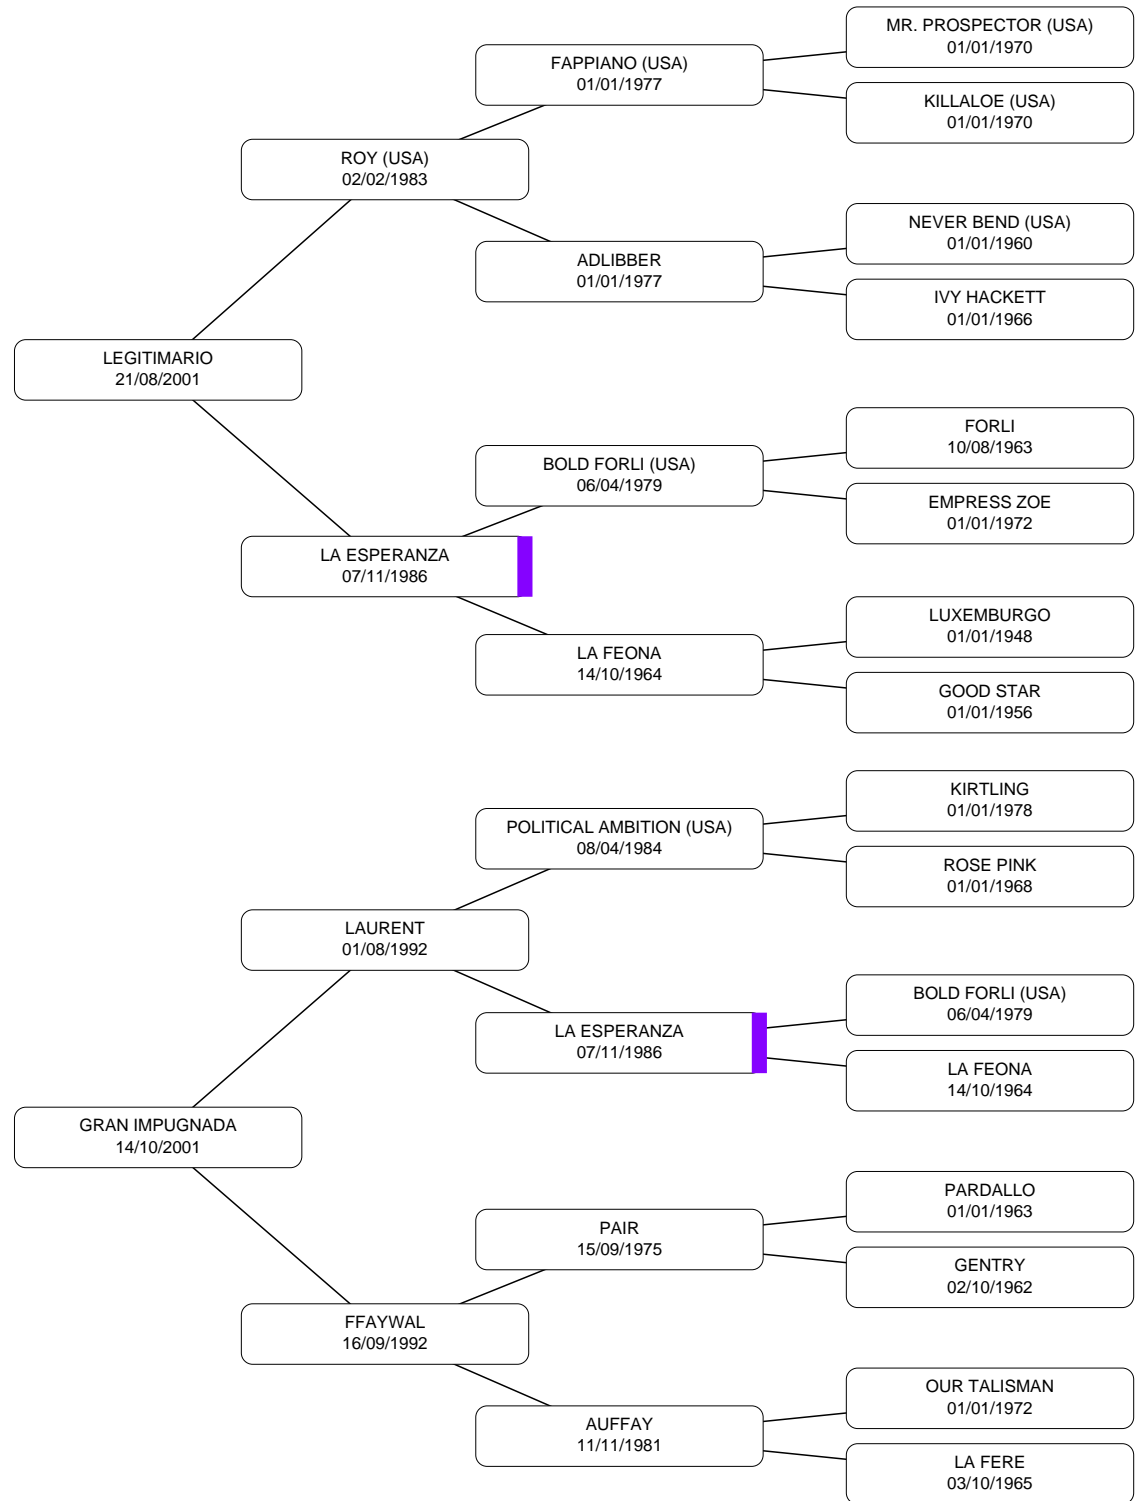 MR. PROSPECTOR (USA)
01/01/1970
FAPPIANO (USA)
01/01/1977
KILLALOE (USA)
01/01/1970
ROY (USA)
02/02/1983
NEVER BEND (USA)
01/01/1960
ADLIBBER
01/01/1977
IVY HACKETT
01/01/1966
LEGITIMARIO
21/08/2001
FORLI
10/08/1963
BOLD FORLI (USA)
06/04/1979
EMPRESS ZOE
01/01/1972
LA ESPERANZA
07/11/1986
LUXEMBURGO
01/01/1948
LA FEONA
14/10/1964
GOOD STAR
01/01/1956
KIRTLING
01/01/1978
POLITICAL AMBITION (USA)
08/04/1984
ROSE PINK
01/01/1968
LAURENT
01/08/1992
BOLD FORLI (USA)
06/04/1979
LA ESPERANZA
07/11/1986
LA FEONA
14/10/1964
GRAN IMPUGNADA
14/10/2001
PARDALLO
01/01/1963
PAIR
15/09/1975
GENTRY
02/10/1962
FFAYWAL
16/09/1992
OUR TALISMAN
01/01/1972
AUFFAY
11/11/1981
LA FERE
03/10/1965